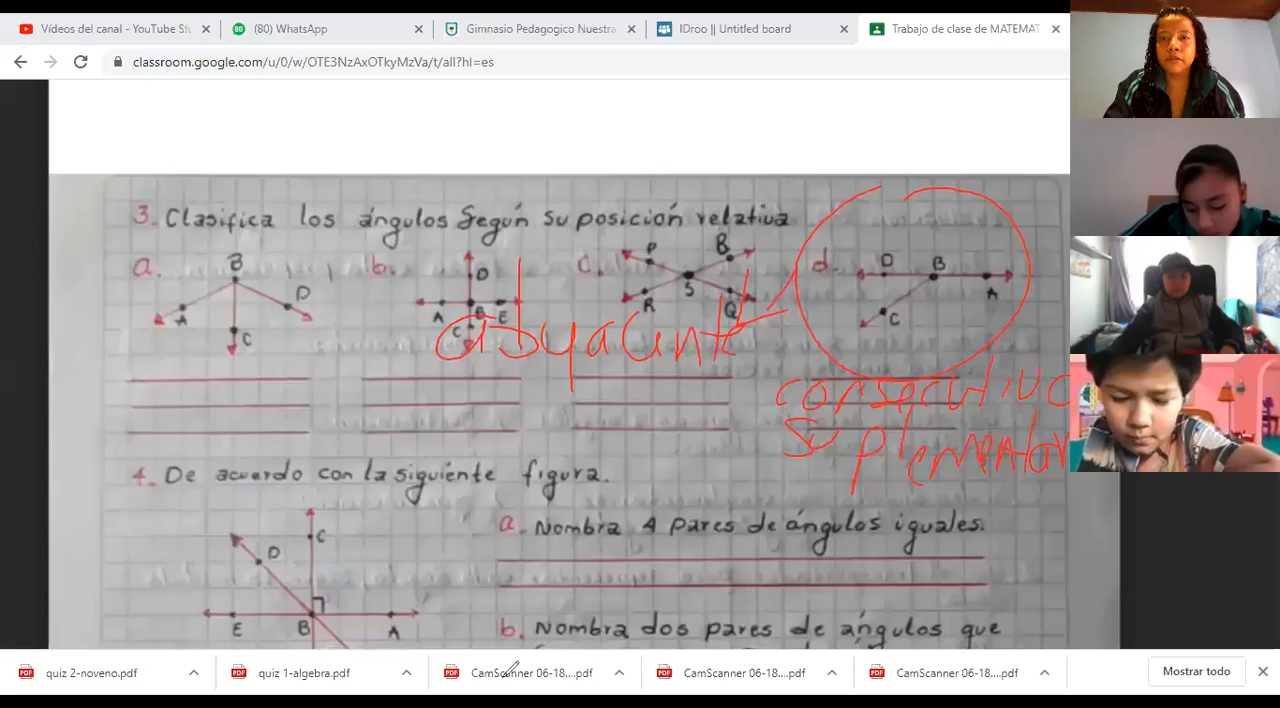 Vídeos del canal - YouTube St
(80) WhatsApp
Gimnasio Pedagogico Nuestra
IDroo || Untitled board
Trabajo de clase de MATEMAT
classroom.google.com/u/0/w/OTE3NzAxOTkyMzVa/t/all?hl=es
3. Clasifica los ángulos Según su posición relativa
a. B A D C
b. D A B E C
c. P B S R Q
d. D B A C
adyacente
consecutivo
suplementar
4. De acuerdo con la siguiente figura.
C D E B A
a. Nombra 4 pares de ángulos iguales.
b. Nombra dos pares de ángulos que
quiz 2-noveno.pdf
quiz 1-algebra.pdf
CamScanner 06-18....pdf
CamScanner 06-18....pdf
CamScanner 06-18....pdf
Mostrar todo